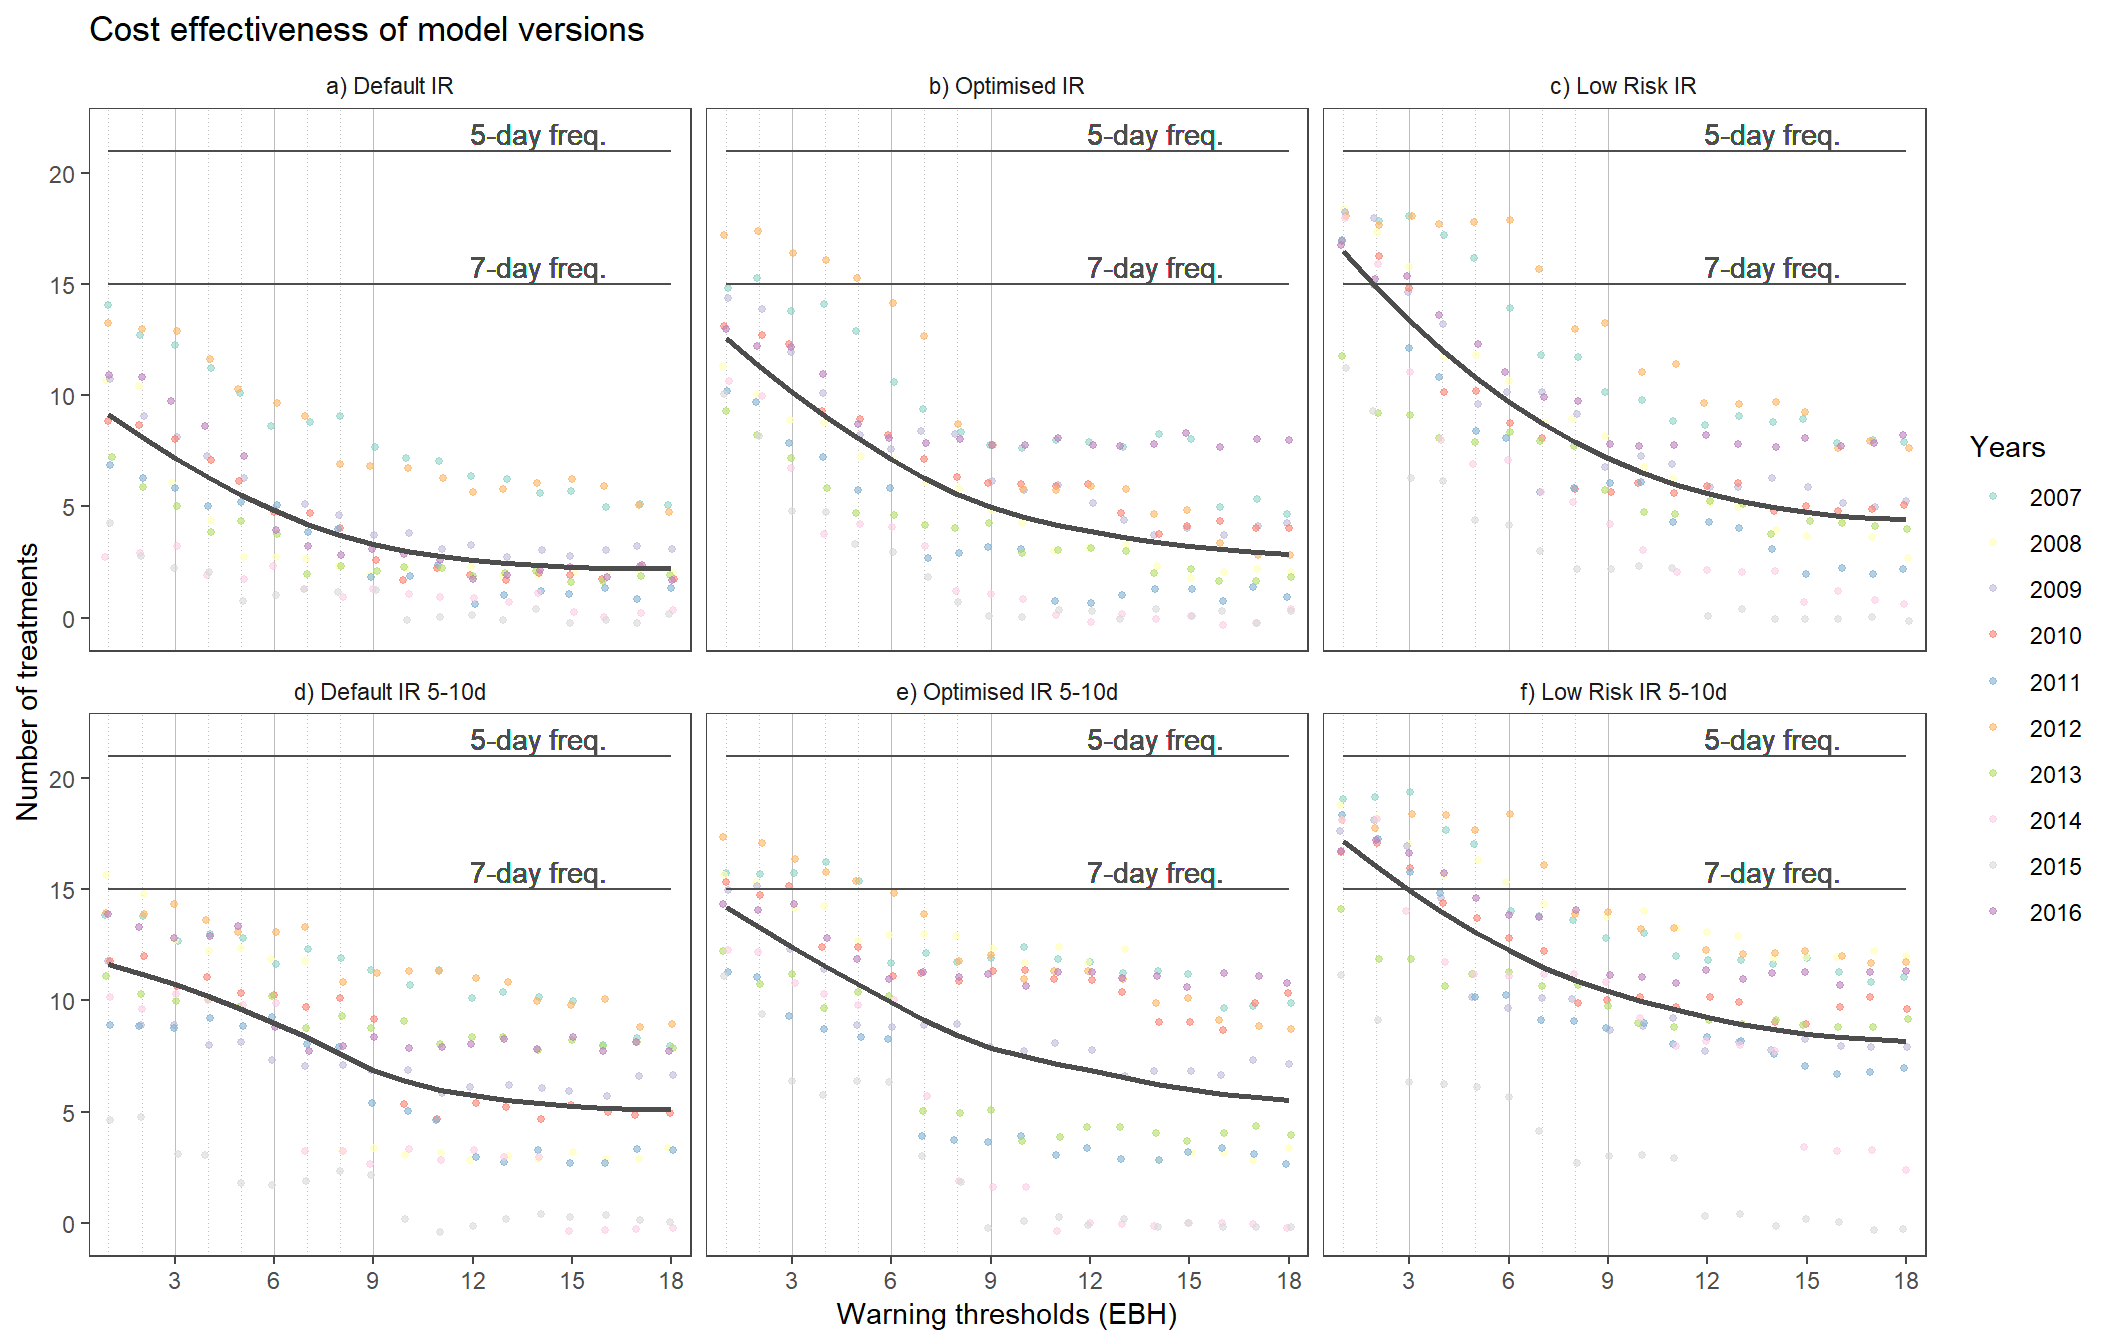 Cost effectiveness of model versions
a) Default IR
b) Optimised IR
c) Low Risk IR
5-day freq.
5-day freq.
5-day freq.
20
7-day freq.
7-day freq.
7-day freq.
15
10
5
0
d) Default IR 5-10d
e) Optimised IR 5-10d
f) Low Risk IR 5-10d
5-day freq.
5-day freq.
5-day freq.
20
7-day freq.
7-day freq.
7-day freq.
15
10
5
0
3 6 9 12 15 18
3 6 9 12 15 18
3 6 9 12 15 18
Number of treatments
Warning thresholds (EBH)
Years
2007
2008
2009
2010
2011
2012
2013
2014
2015
2016